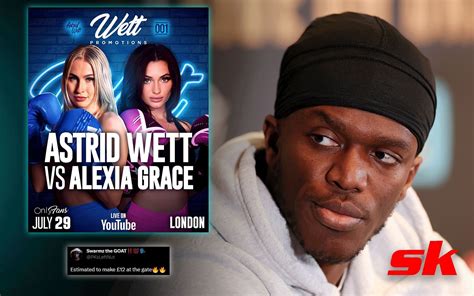 Wett
PROMOTIONS
001
ASTRID WETT
VS ALEXIA GRACE
OnlyFans
JULY 29
LIVE ON
YouTube
LONDON
Swarmz the GOAT
Estimated to make £12 at the gate🔥🔥
sk